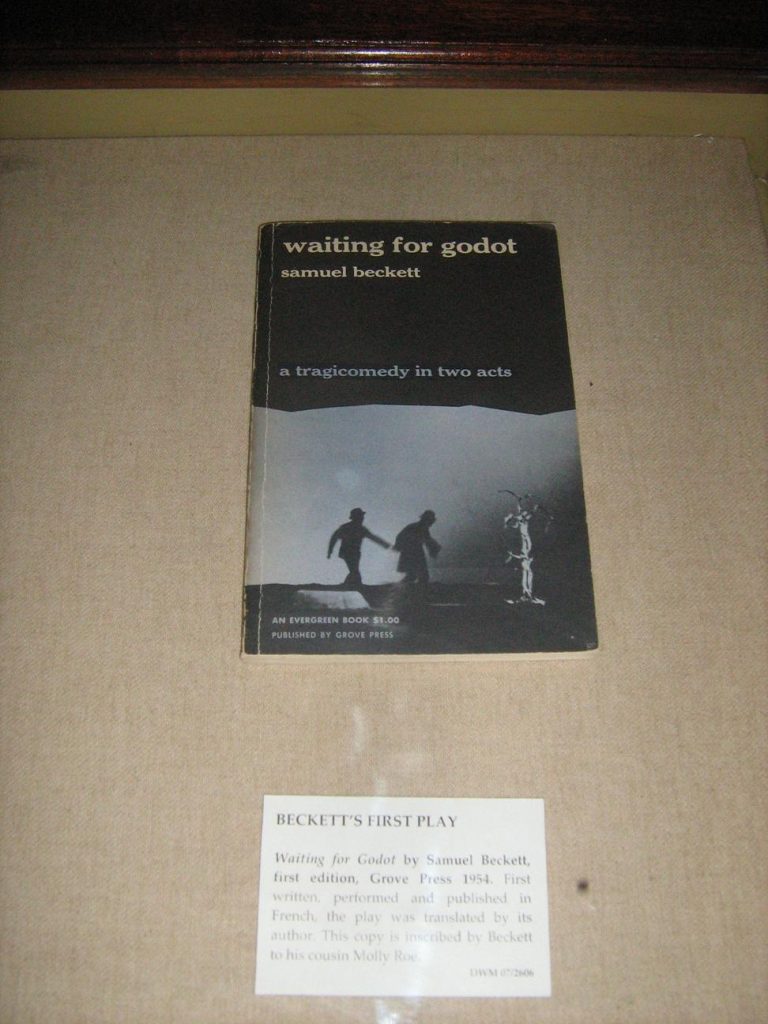 waiting for godot
samuel beckett
a tragicomedy in two acts
AN EVERGREEN BOOK $1.00
PUBLISHED BY GROVE PRESS
BECKETT'S FIRST PLAY
Waiting for Godot by Samuel Beckett,
first edition, Grove Press 1954. First
written, performed and published in
French, the play was translated by its
author. This copy is inscribed by Beckett
to his cousin Molly Roe.
DWM 07/2606